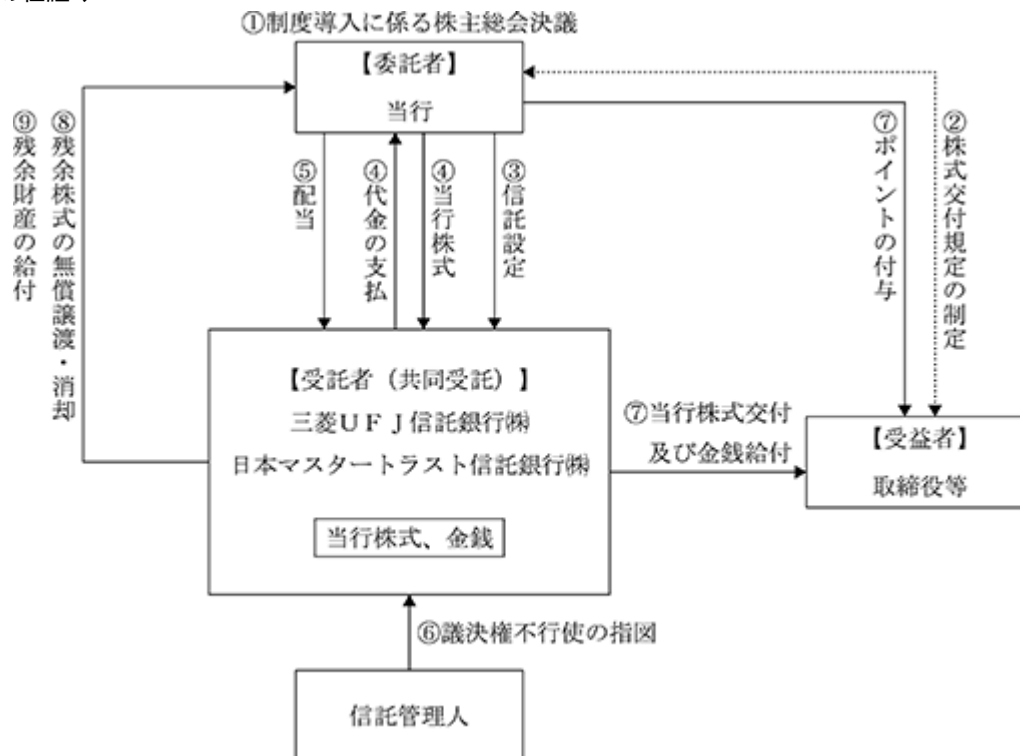 ①制度導入に係る株主総会決議
【委託者】
当行
⑨残余財産の給付
⑧残余株式の無償譲渡・消却
⑤配当
④代金の支払
④当行株式
③信託設定
⑦ポイントの付与
②株式交付規定の制定
【受託者（共同受託）】
三菱ＵＦＪ信託銀行㈱
日本マスタートラスト信託銀行㈱
当行株式、金銭
⑦当行株式交付
及び金銭給付
【受益者】
取締役等
⑥議決権不行使の指図
信託管理人